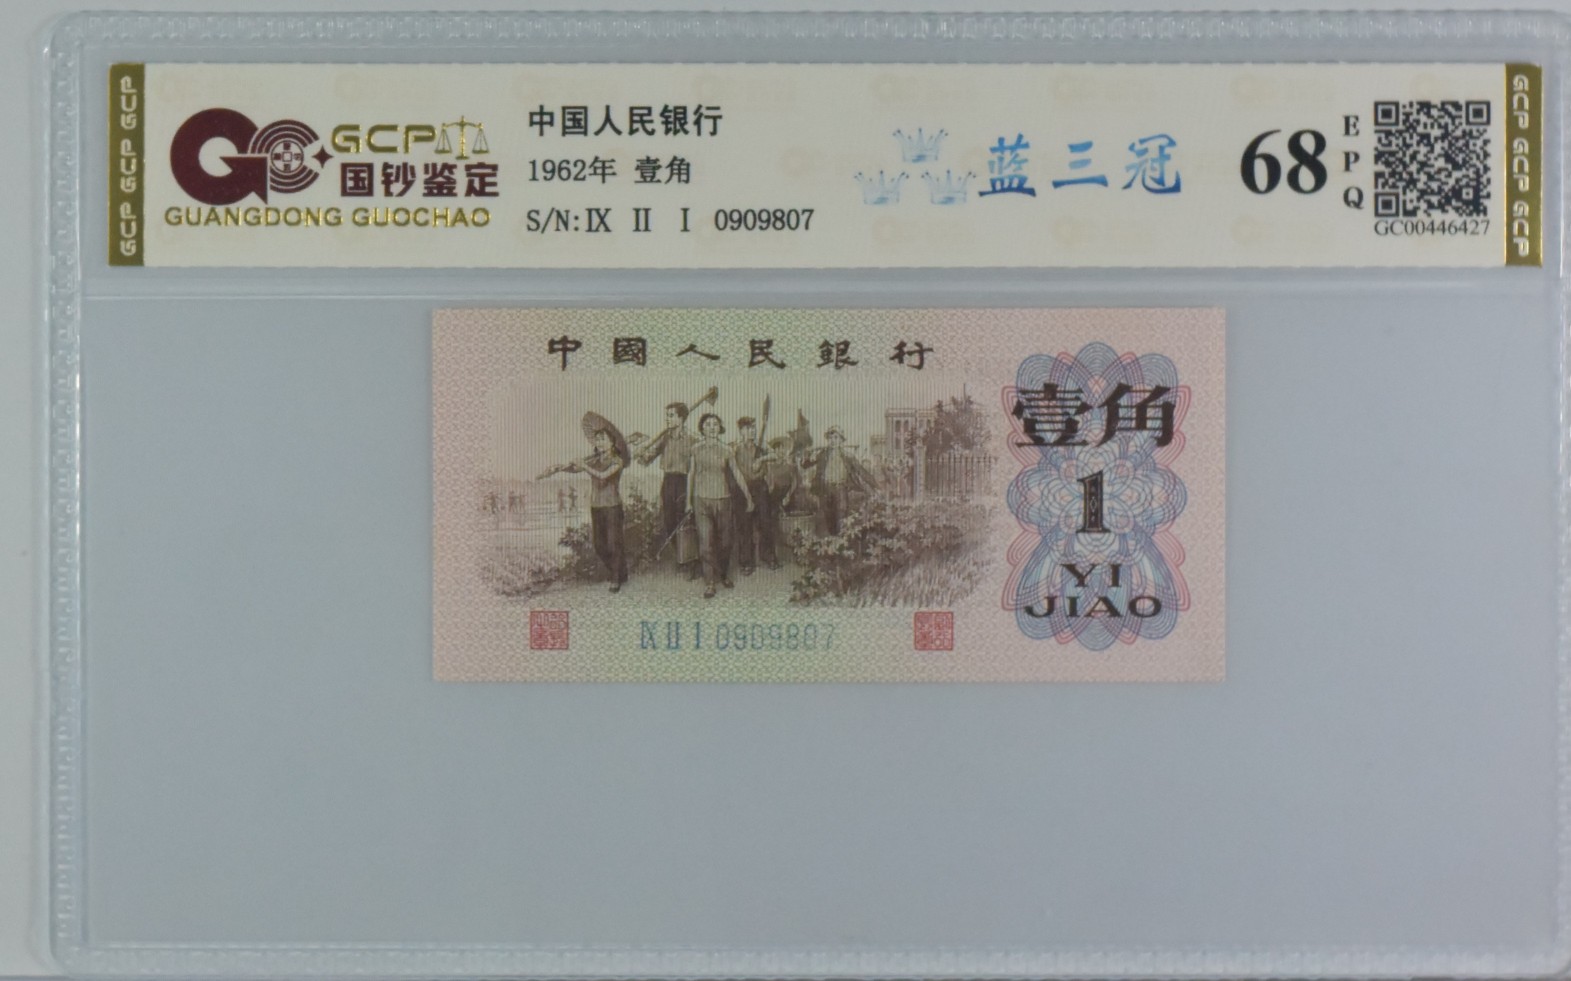 GCP GCP GCP
GCP
国钞鉴定
GUANGDONG GUOCHAO
中国人民银行
1962年 壹角
S/N: IX II I 0909807
蓝三冠
68
EPQ
GC00446427
GCP GCP GCP
中國人民銀行
壹角
1
YI
JIAO
IX II I 0909807